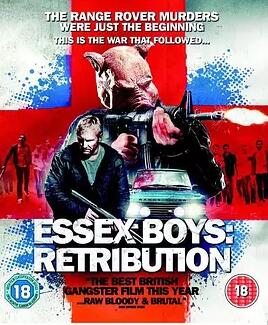 THE RANGE ROVER MURDERS
WERE JUST THE BEGINNING
THIS IS THE WAR THAT FOLLOWED...
ESSEX BOYS:
RETRIBUTION
"THE BEST BRITISH
GANGSTER FILM THIS YEAR
...RAW BLOODY & BRUTAL"
18
18